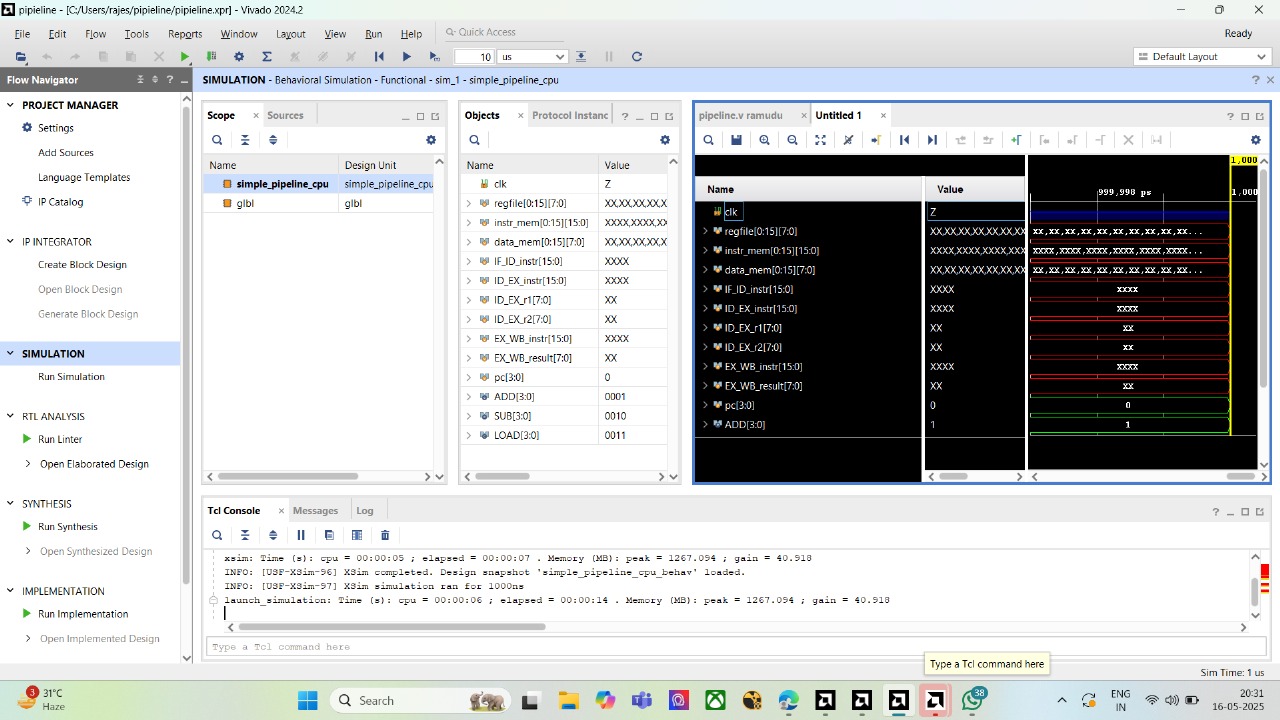 pipeline - [C:/Users/rajes/pipieline/pipieline.xpr] - Vivado 2024.2
File Edit Flow Tools Reports Window Layout View Run Help Quick Access Ready
10 us Default Layout
Flow Navigator
SIMULATION - Behavioral Simulation - Functional - sim_1 - simple_pipeline_cpu
PROJECT MANAGER
Settings
Add Sources
Language Templates
IP Catalog
IP INTEGRATOR
Create Block Design
Open Block Design
Generate Block Design
SIMULATION
Run Simulation
RTL ANALYSIS
Run Linter
Open Elaborated Design
SYNTHESIS
Run Synthesis
Open Synthesized Design
IMPLEMENTATION
Run Implementation
Open Implemented Design
Scope Sources
Name Design Unit
simple_pipeline_cpu simple_pipeline_cpu
glbl glbl
Objects Protocol Instanc
Name Value
clk Z
regfile[0:15][7:0] XX,XX,XX,XX,X
instr_mem[0:15][15:0] XXXX,XXXX,XX
data_mem[0:15][7:0] XX,XX,XX,XX,X
IF_ID_instr[15:0] XXXX
ID_EX_instr[15:0] XXXX
ID_EX_r1[7:0] XX
ID_EX_r2[7:0] XX
EX_WB_instr[15:0] XXXX
EX_WB_result[7:0] XX
pc[3:0] 0
ADD[3:0] 0001
SUB[3:0] 0010
LOAD[3:0] 0011
pipeline.v ramudu Untitled 1
1,000
Name Value 999,998 ps 1,000
clk Z
regfile[0:15][7:0] XX,XX,XX,XX,XX,XX,XX XX,XX,XX,XX,XX,XX,XX,XX,XX...
instr_mem[0:15][15:0] XXXX,XXXX,XXXX,XXXX XXXX,XXXX,XXXX,XXXX,XXXX...
data_mem[0:15][7:0] XX,XX,XX,XX,XX,XX,XX XX,XX,XX,XX,XX,XX,XX,XX,XX...
IF_ID_instr[15:0] XXXX XXXX
ID_EX_instr[15:0] XXXX XXXX
ID_EX_r1[7:0] XX XX
ID_EX_r2[7:0] XX XX
EX_WB_instr[15:0] XXXX XXXX
EX_WB_result[7:0] XX XX
pc[3:0] 0 0
ADD[3:0] 1 1
Tcl Console Messages Log
xsim: Time (s): cpu = 00:00:05 ; elapsed = 00:00:07 . Memory (MB): peak = 1267.094 ; gain = 40.918
INFO: [USF-XSim-96] XSim completed. Design snapshot 'simple_pipeline_cpu_behav' loaded.
INFO: [USF-XSim-97] XSim simulation ran for 1000ns
launch_simulation: Time (s): cpu = 00:00:06 ; elapsed = 00:00:14 . Memory (MB): peak = 1267.094 ; gain = 40.918
Type a Tcl command here
Type a Tcl command here
Sim Time: 1 us
3 31°C
Haze
Search
38
ENG
IN
20:31
16-05-2025